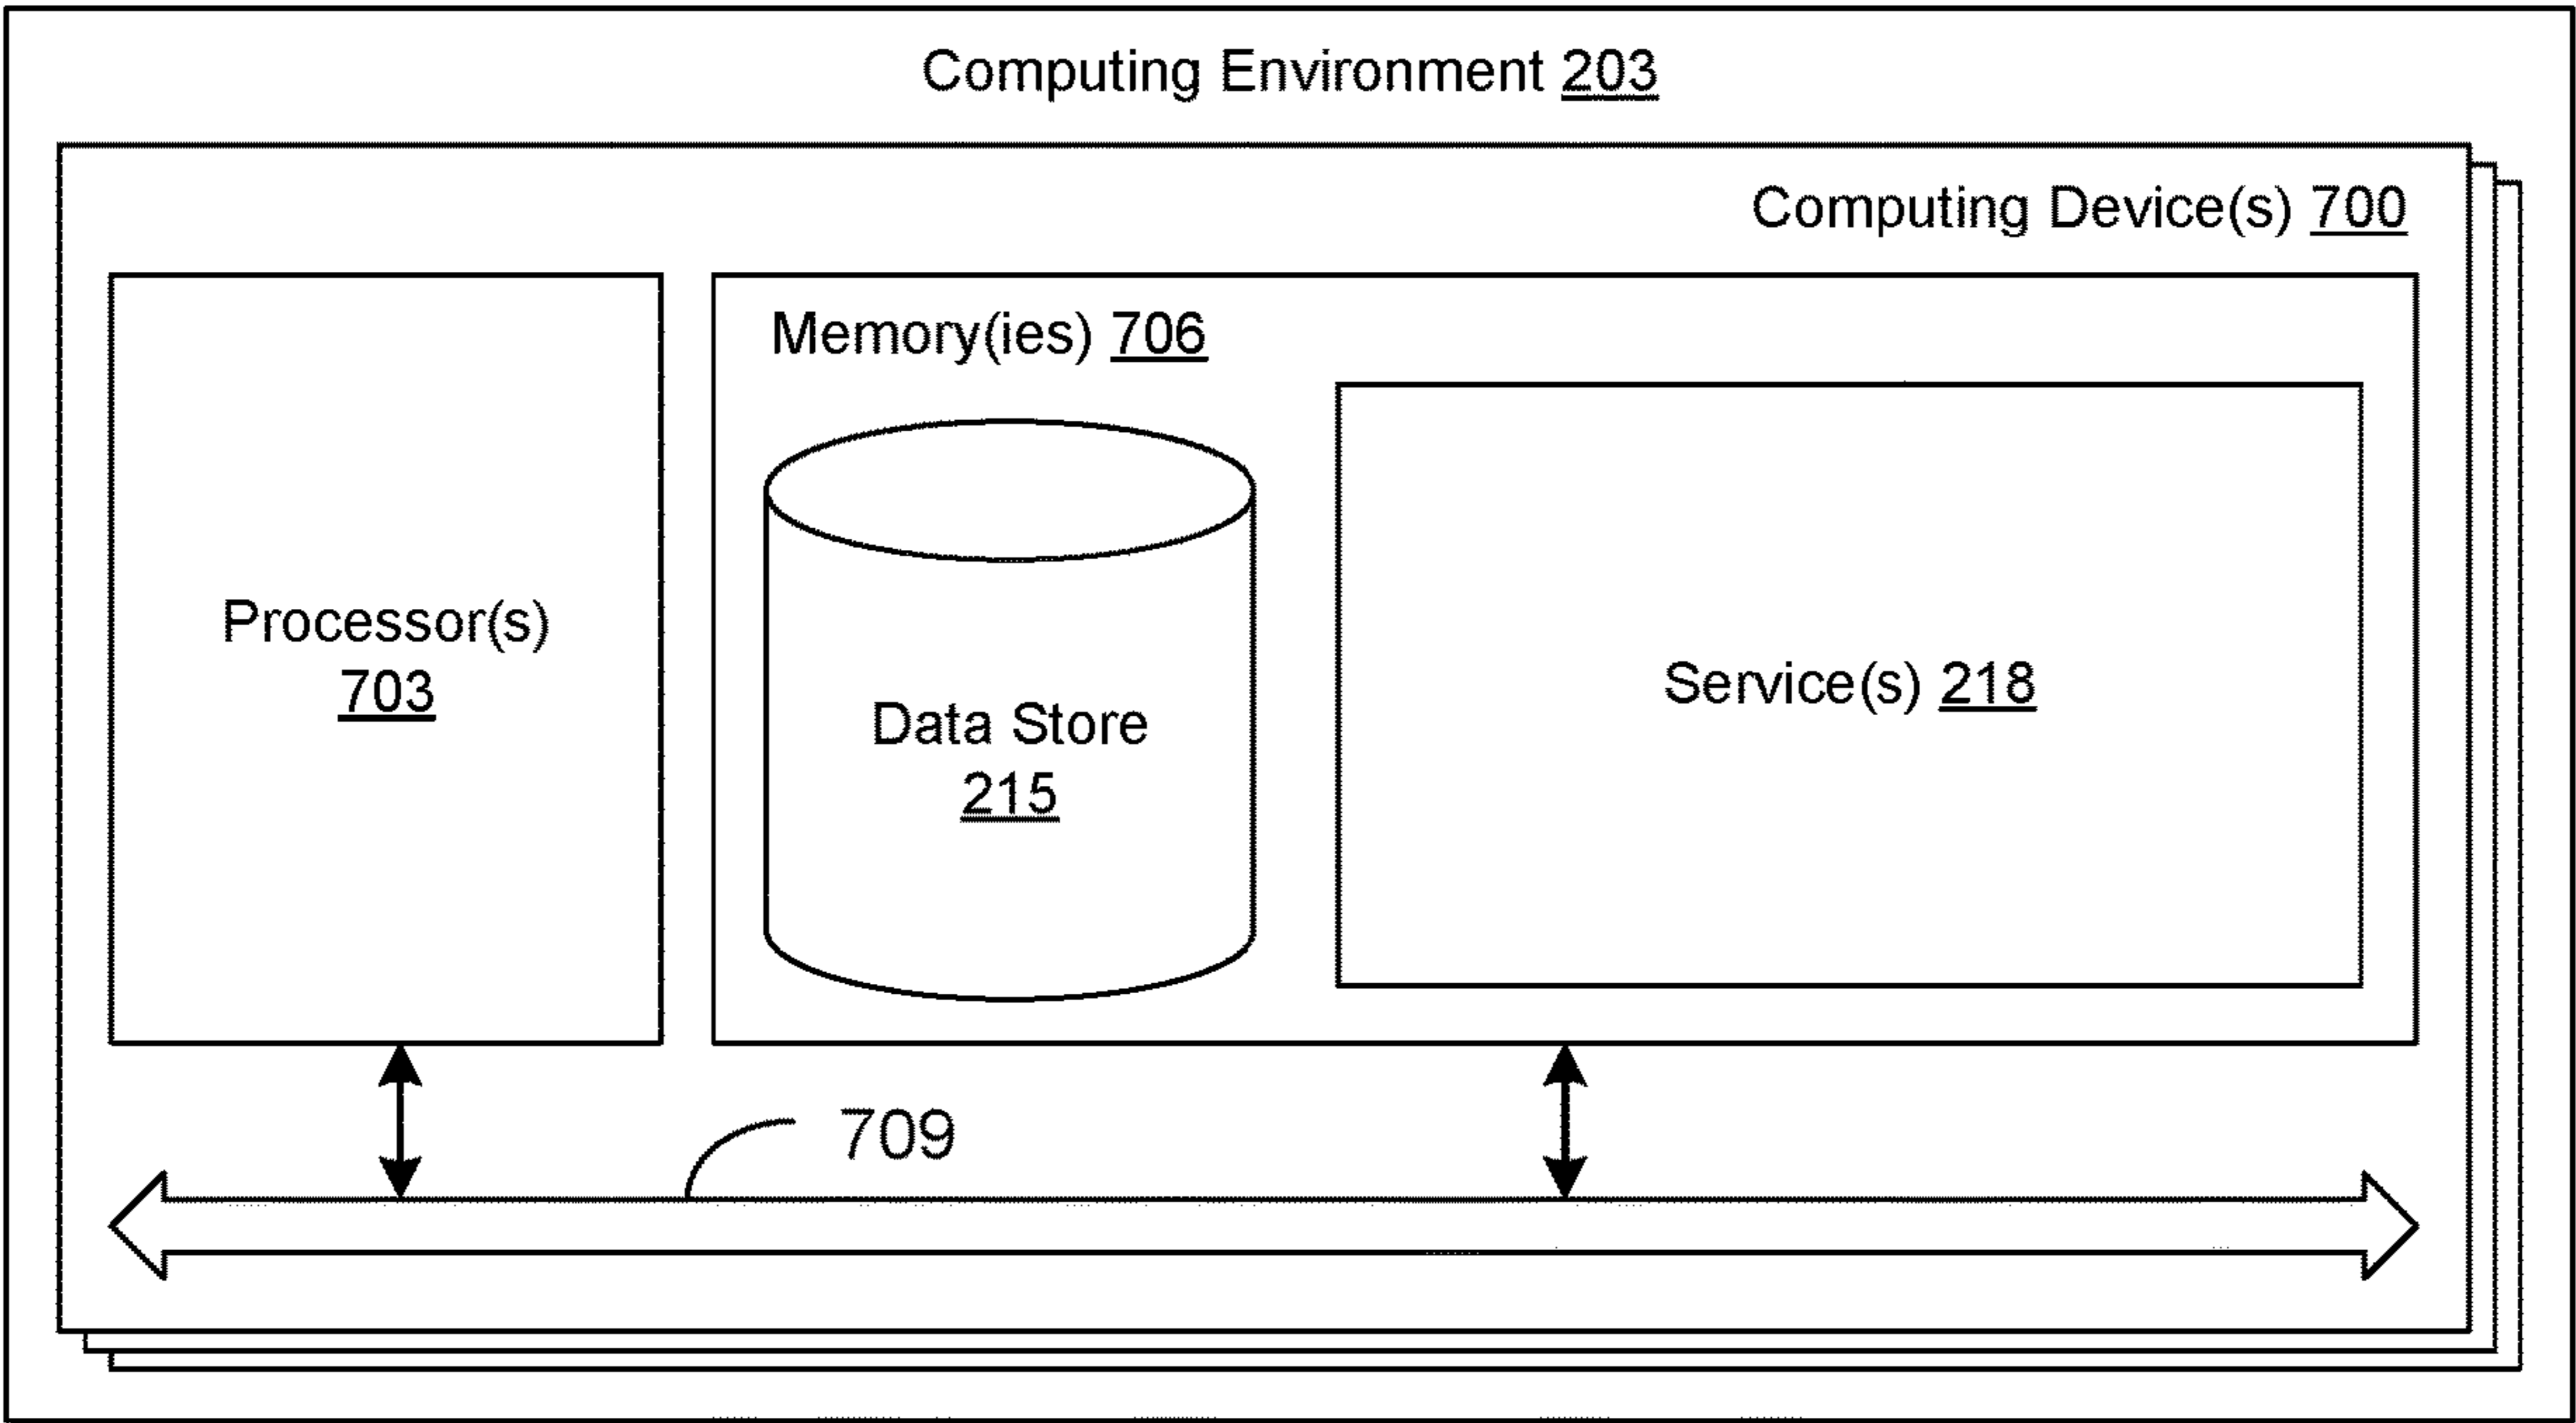 Computing Environment 203
Computing Device(s) 700
Memory(ies) 706
Processor(s)
703
Data Store
215
Service(s) 218
709